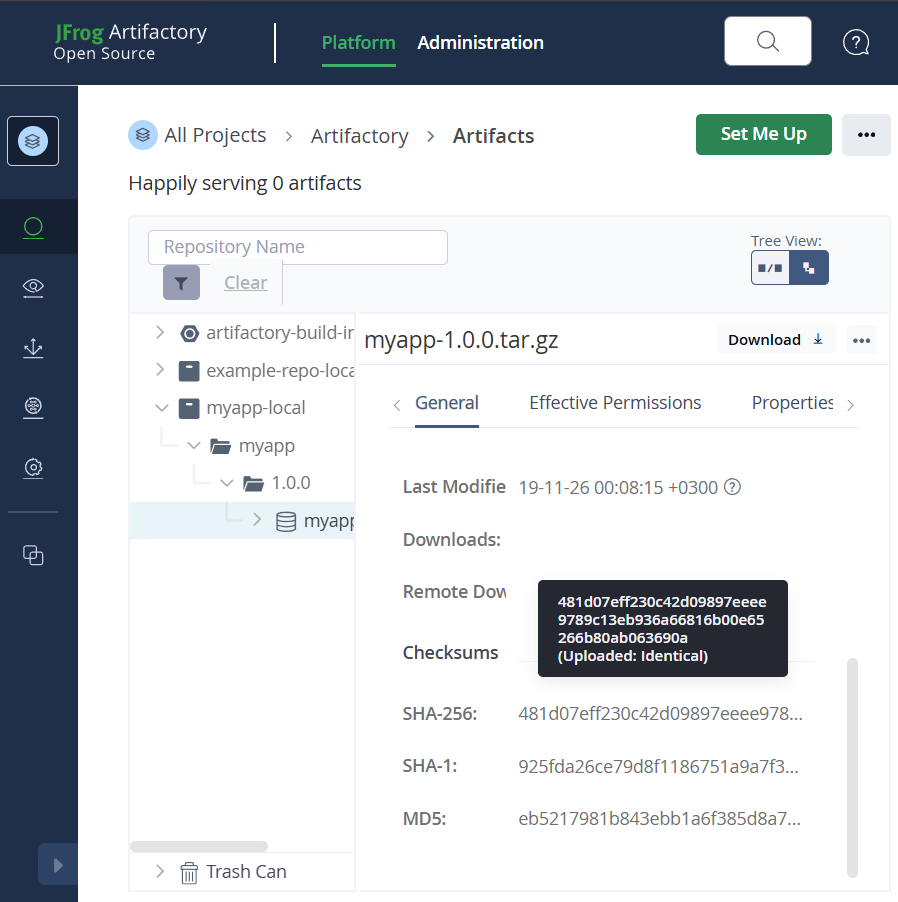 JFrog Artifactory
Open Source
Platform Administration
All Projects > Artifactory > Artifacts
Set Me Up
Happily serving 0 artifacts
Repository Name
Clear
Tree View:
artifactory-build-in
example-repo-loca
myapp-local
myapp
1.0.0
myapp
Trash Can
myapp-1.0.0.tar.gz
Download
General Effective Permissions Properties
Last Modifie 19-11-26 00:08:15 +0300
Downloads:
Remote Dow
481d07eff230c42d09897eeee
9789c13eb936a66816b00e65
266b80ab063690a
(Uploaded: Identical)
Checksums
SHA-256: 481d07eff230c42d09897eeee978...
SHA-1: 925fda26ce79d8f1186751a9a7f3...
MD5: eb5217981b843ebb1a6f385d8a7...